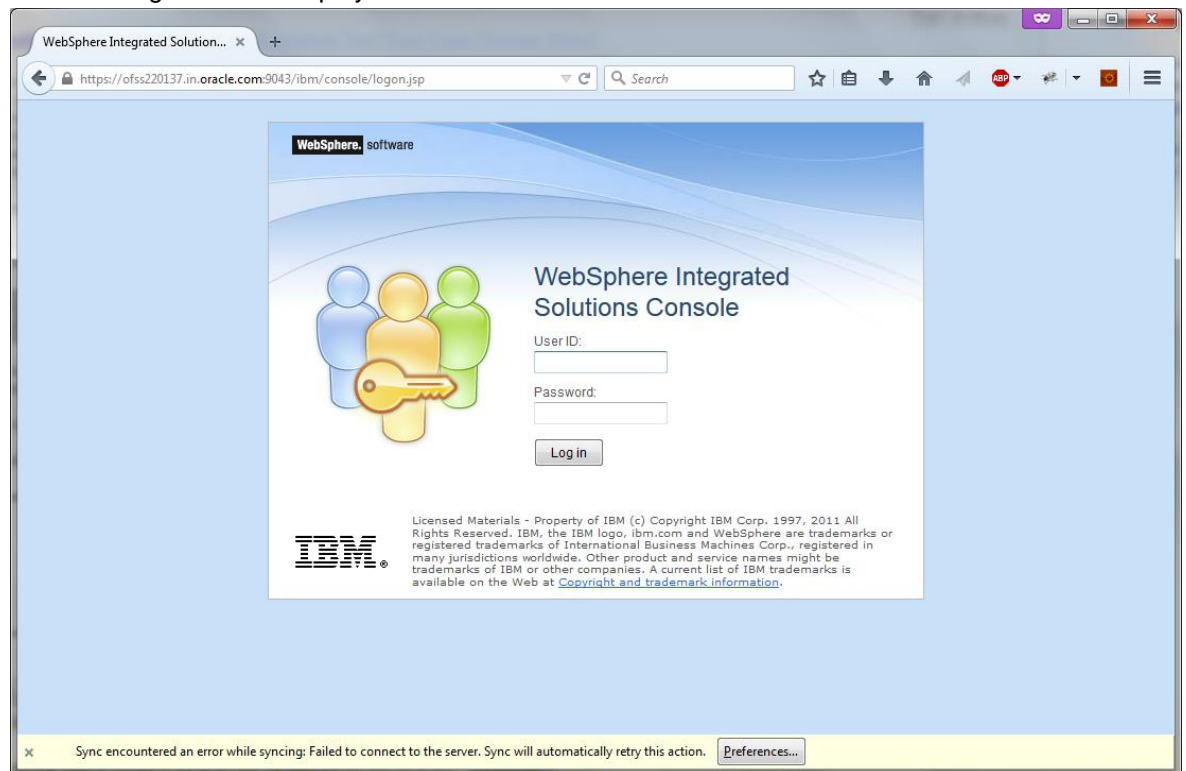 WebSphere Integrated Solution... × +
https://ofss220137.in.oracle.com:9043/ibm/console/logon.jsp
Search
ABP
WebSphere. software
WebSphere Integrated
Solutions Console
User ID:
Password:
Log in
IBM®
Licensed Materials - Property of IBM (c) Copyright IBM Corp. 1997, 2011 All
Rights Reserved. IBM, the IBM logo, ibm.com and WebSphere are trademarks or
registered trademarks of International Business Machines Corp., registered in
many jurisdictions worldwide. Other product and service names might be
trademarks of IBM or other companies. A current list of IBM trademarks is
available on the Web at Copyright and trademark information.
× Sync encountered an error while syncing: Failed to connect to the server. Sync will automatically retry this action. Preferences...